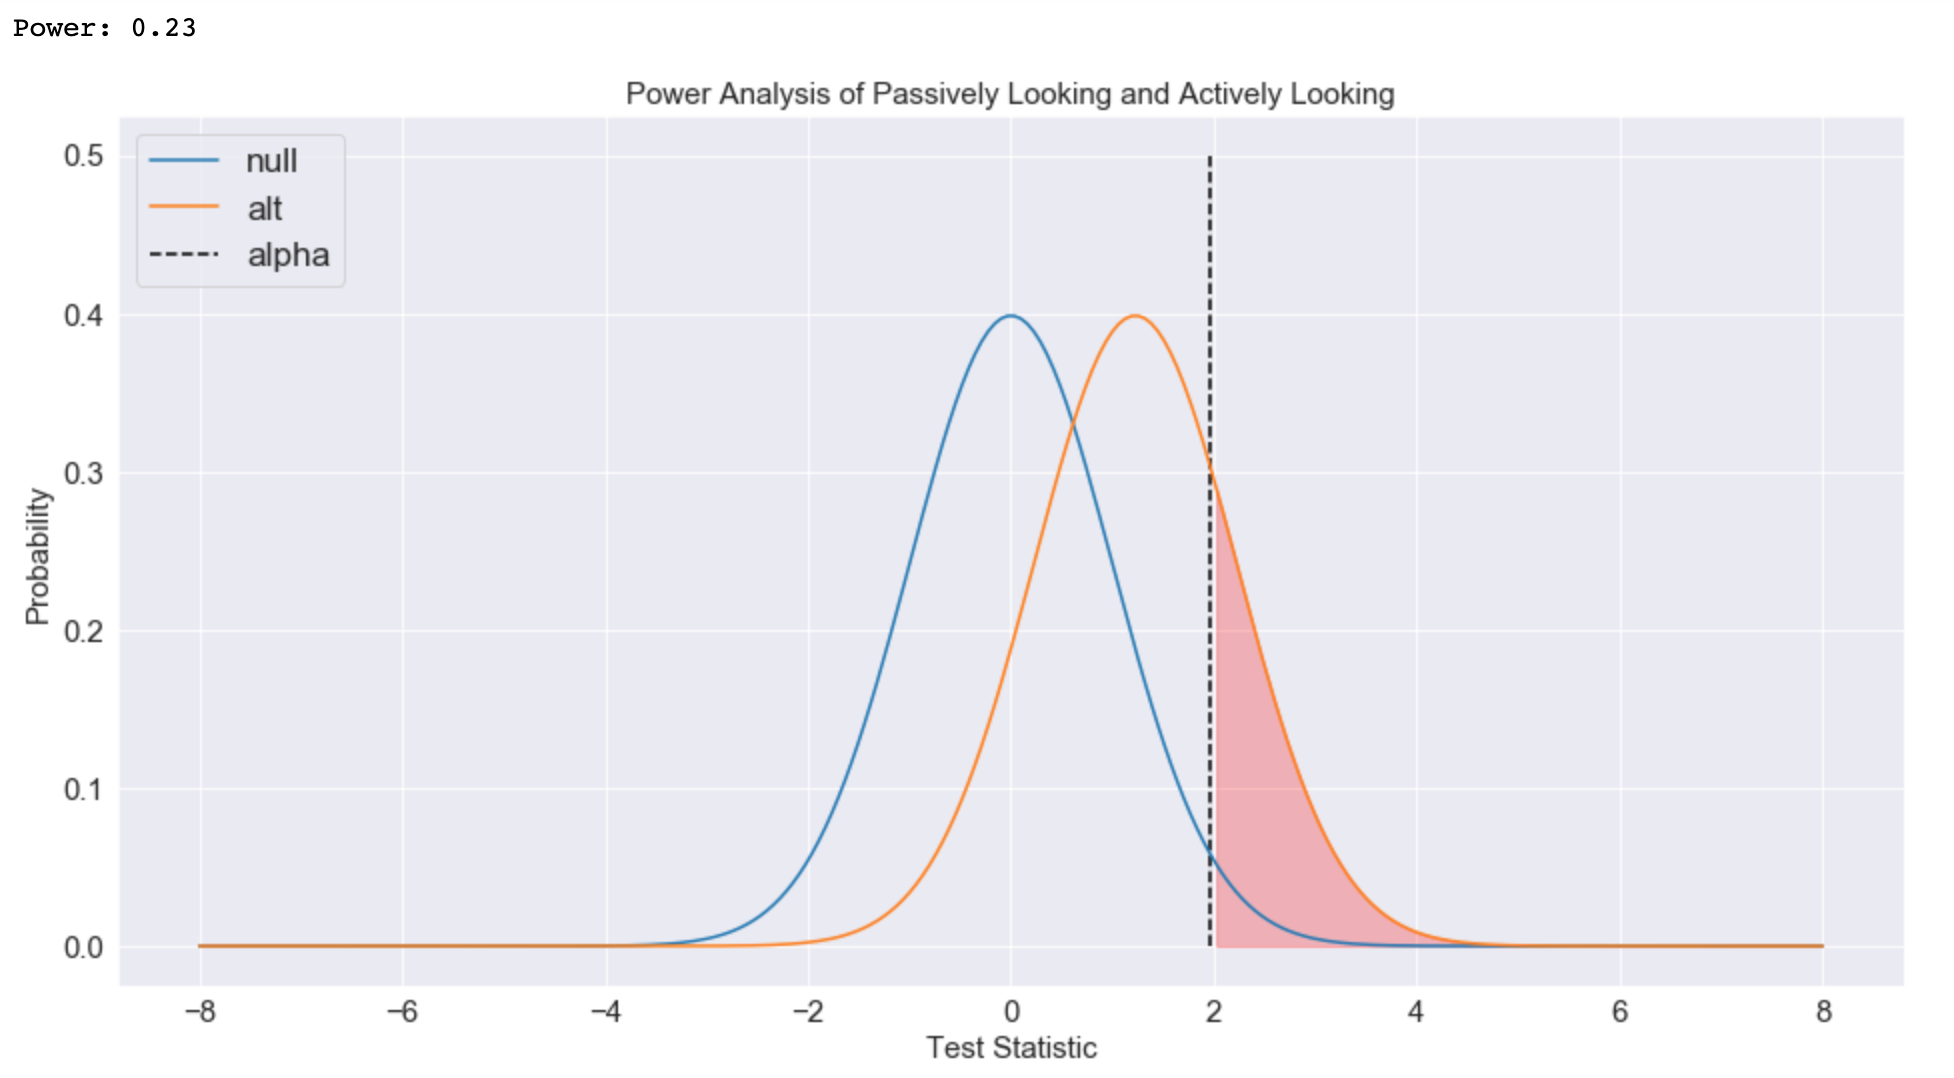 Power: 0.23
Power Analysis of Passively Looking and Actively Looking
null
alt
alpha
0.5
0.4
0.3
0.2
0.1
0.0
Probability
−8 −6 −4 −2 0 2 4 6 8
Test Statistic